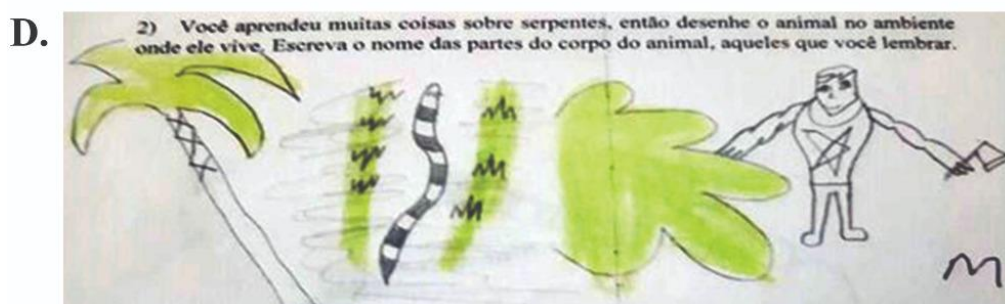 D.
2) Você aprendeu muitas coisas sobre serpentes, então desenhe o animal no ambiente
onde ele vive. Escreva o nome das partes do corpo do animal, aqueles que você lembrar.
M